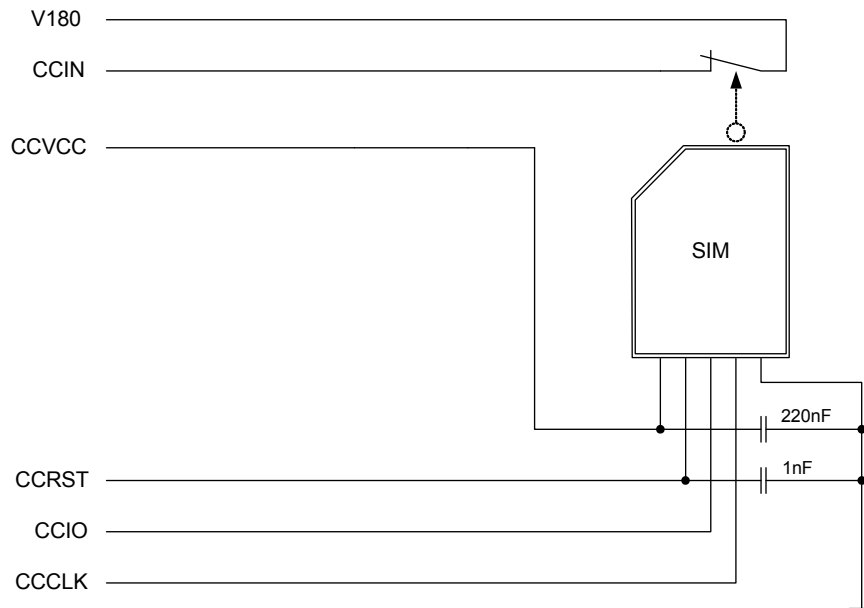 V180
CCIN
CCVCC
SIM
220nF
CCRST
1nF
CCIO
CCCLK